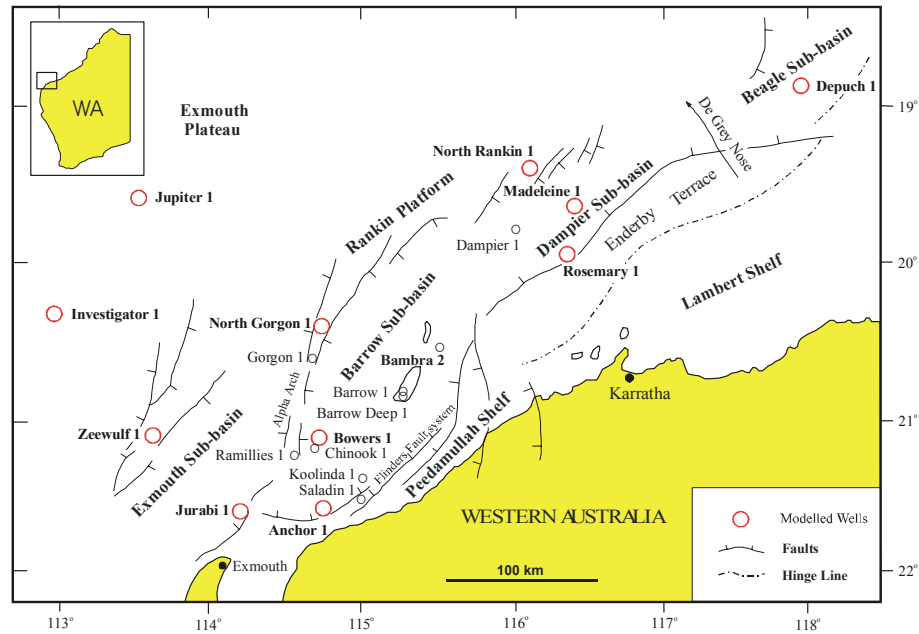 WA
Exmouth
Plateau
Beagle Sub-basin
Depuch 1
19°
De Grey Nose
North Rankin 1
Madeleine 1
Jupiter 1
Rankin Platform
Dampier Sub-basin
Enderby Terrace
Dampier 1
Rosemary 1
20°
Lambert Shelf
Investigator 1
North Gorgon 1
Barrow Sub-basin
Gorgon 1
Bambra 2
Alpha Arch
Barrow 1
Barrow Deep 1
Karratha
21°
Zeewulf 1
Exmouth Sub-basin
Bowers 1
Chinook 1
Ramillies 1
Flinders Fault system
Peedamullah Shelf
Koolinda 1
Saladin 1
Jurabi 1
Anchor 1
WESTERN AUSTRALIA
Exmouth
100 km
Modelled Wells
Faults
Hinge Line
22°
113°
114°
115°
116°
117°
118°